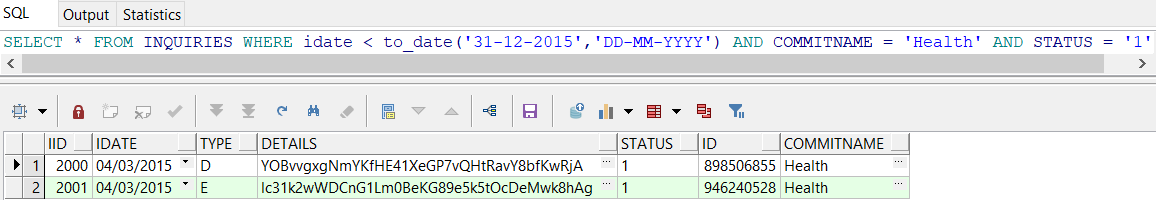 SQL Output Statistics
SELECT * FROM INQUIRIES WHERE idate < to_date('31-12-2015','DD-MM-YYYY') AND COMMITNAME = 'Health' AND STATUS = '1'
IID IDATE TYPE DETAILS STATUS ID COMMITNAME
1 2000 04/03/2015 D YOBvvgxgNmYKfHE41XeGP7vQHtRavY8bfKwRjA ... 1 898506855 Health ...
2 2001 04/03/2015 E Ic31k2wWDCnG1Lm0BeKG89e5k5tOcDeMwk8hAg ... 1 946240528 Health ...